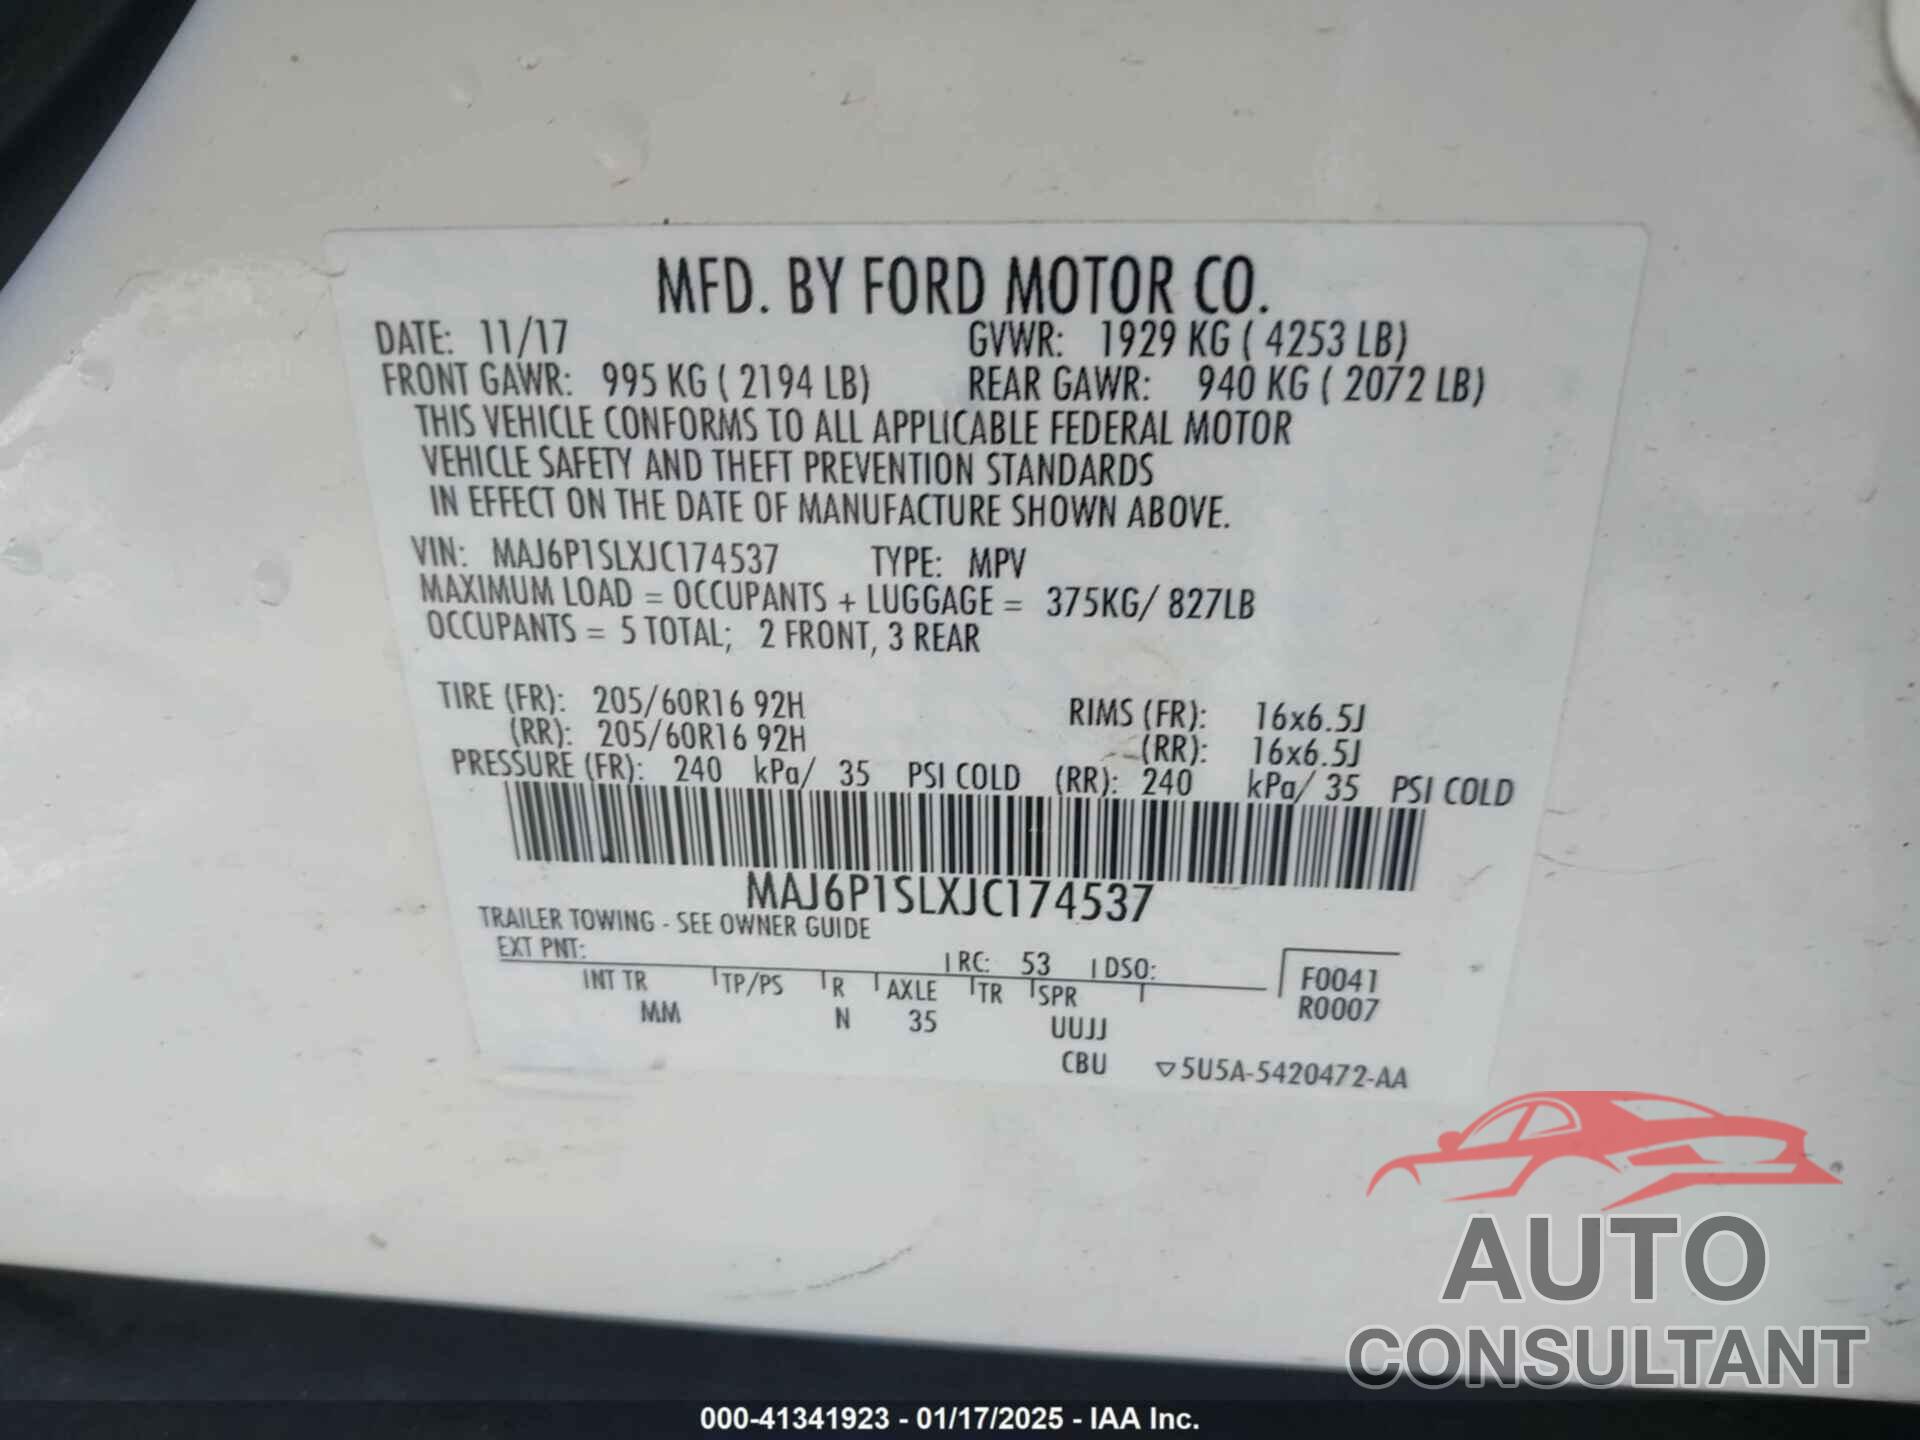 MFD. BY FORD MOTOR CO.
DATE: 11/17 GVWR: 1929 KG ( 4253 LB)
FRONT GAWR: 995 KG ( 2194 LB) REAR GAWR: 940 KG ( 2072 LB)
THIS VEHICLE CONFORMS TO ALL APPLICABLE FEDERAL MOTOR
VEHICLE SAFETY AND THEFT PREVENTION STANDARDS
IN EFFECT ON THE DATE OF MANUFACTURE SHOWN ABOVE.
VIN: MAJ6P1SLXJC174537 TYPE: MPV
MAXIMUM LOAD = OCCUPANTS + LUGGAGE = 375KG/ 827LB
OCCUPANTS = 5 TOTAL; 2 FRONT, 3 REAR
TIRE (FR): 205/60R16 92H RIMS (FR): 16x6.5J
(RR): 205/60R16 92H (RR): 16x6.5J
PRESSURE (FR): 240 kPa/ 35 PSI COLD (RR): 240 kPa/ 35 PSI COLD
MAJ6P1SLXJC174537
TRAILER TOWING - SEE OWNER GUIDE
EXT PNT: RC: 53 DSO: F0041
INT TR TP/PS R AXLE TR SPR R0007
MM N 35 UUJJ
CBU ▽5U5A-5420472-AA
AUTO
CONSULTANT
000-41341923 - 01/17/2025 - IAA Inc.